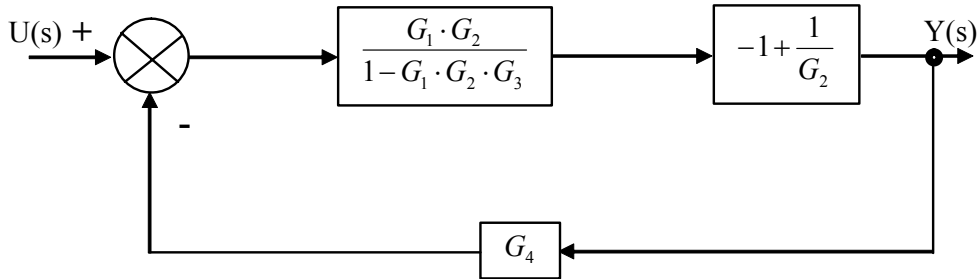 U(s) +
G₁ · G₂
1 − G₁ · G₂ · G₃
−1 + 1/G₂
Y(s)
-
G₄